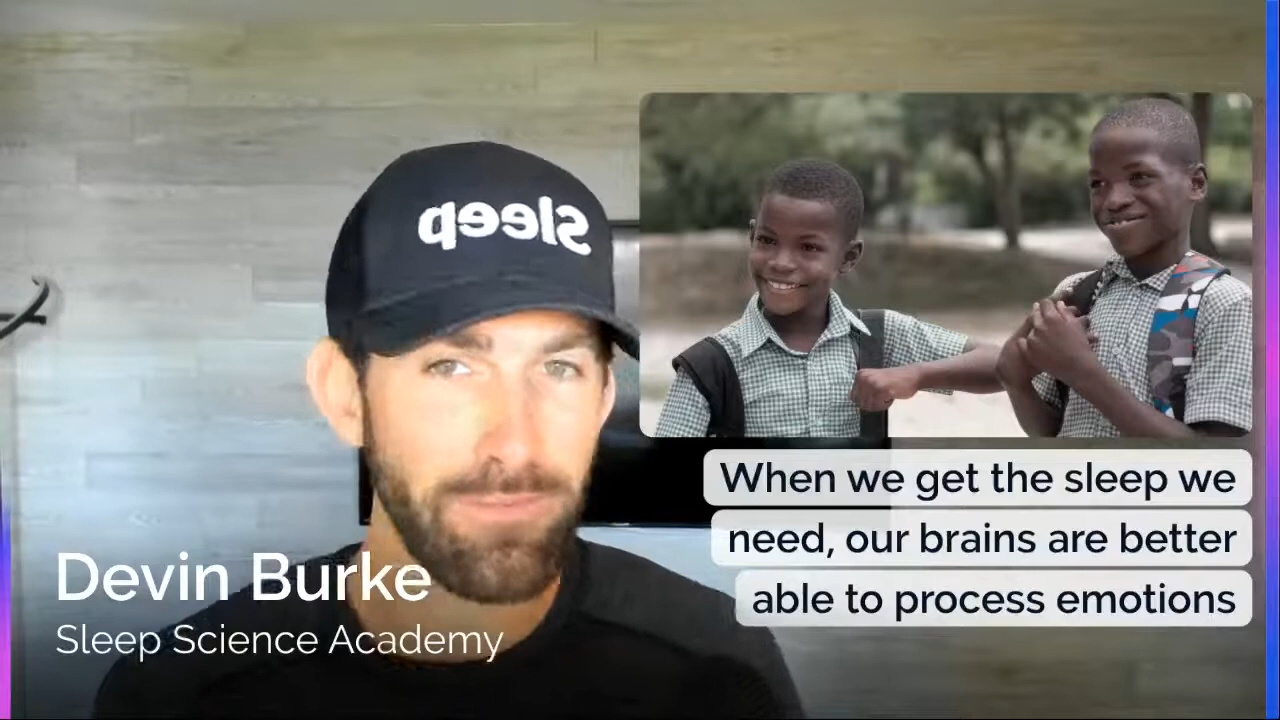 Sleep
When we get the sleep we
need, our brains are better
able to process emotions
Devin Burke
Sleep Science Academy